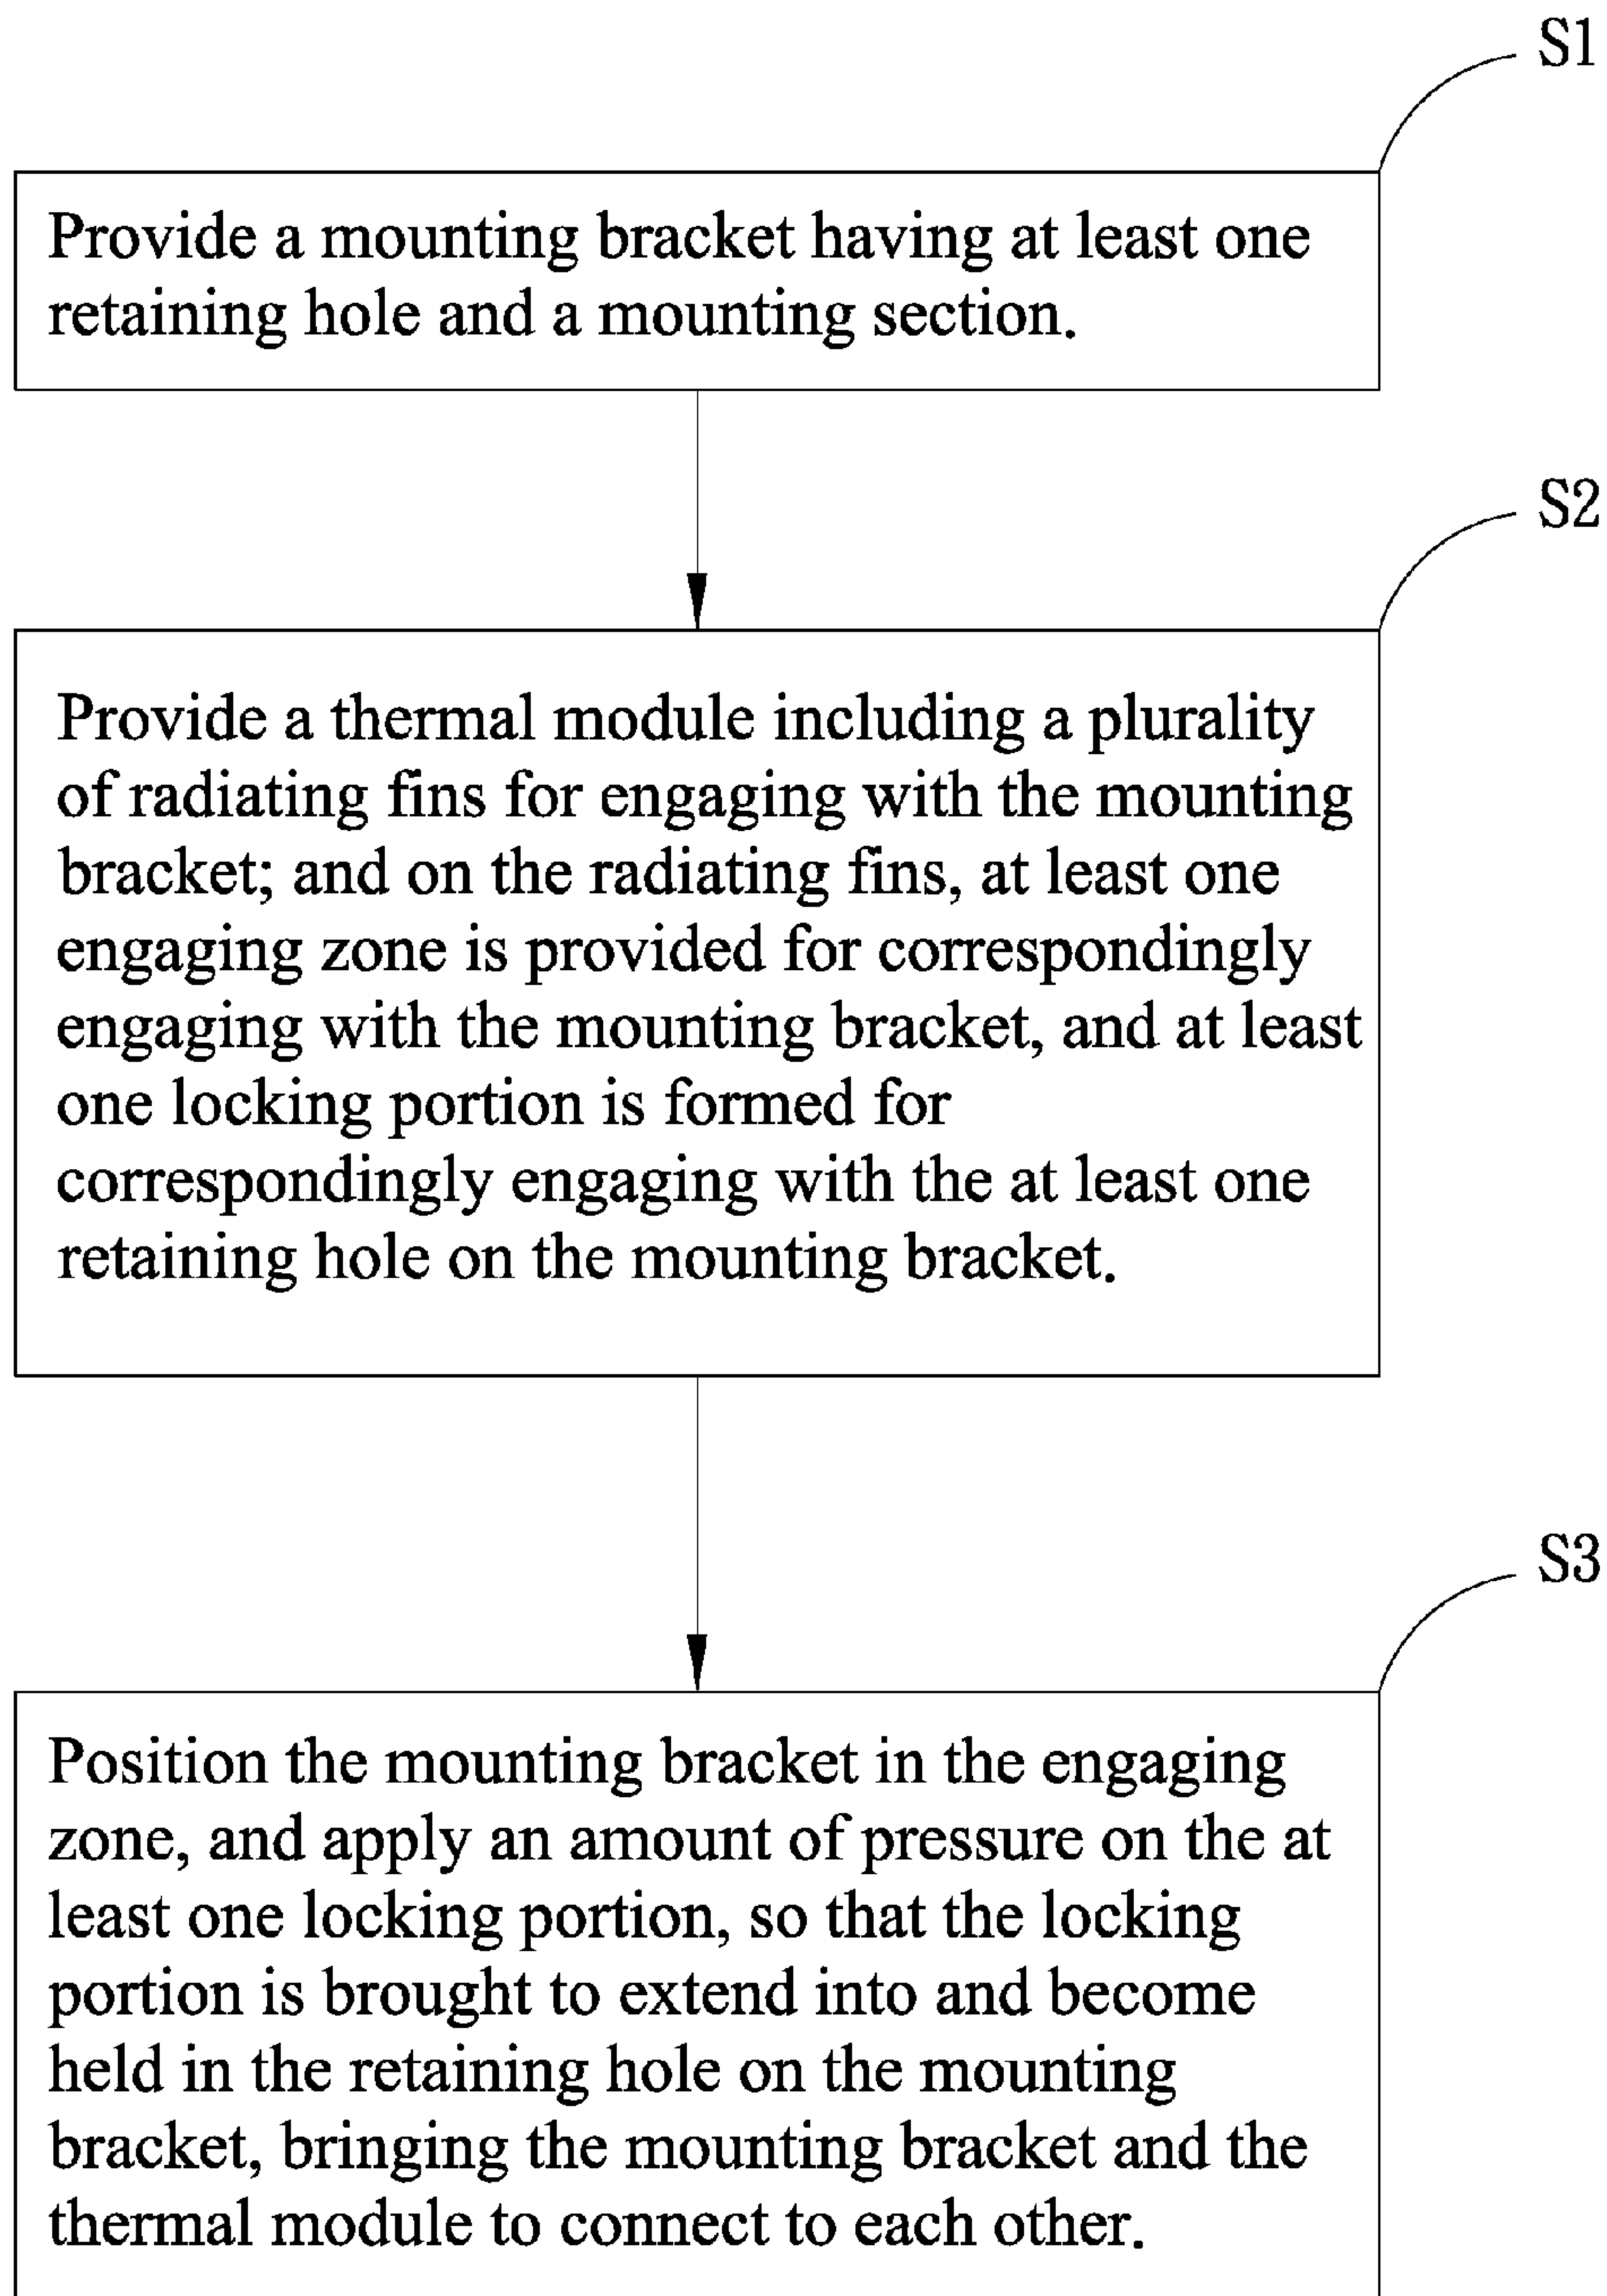 S1
Provide a mounting bracket having at least one
retaining hole and a mounting section.
S2
Provide a thermal module including a plurality
of radiating fins for engaging with the mounting
bracket; and on the radiating fins, at least one
engaging zone is provided for correspondingly
engaging with the mounting bracket, and at least
one locking portion is formed for
correspondingly engaging with the at least one
retaining hole on the mounting bracket.
S3
Position the mounting bracket in the engaging
zone, and apply an amount of pressure on the at
least one locking portion, so that the locking
portion is brought to extend into and become
held in the retaining hole on the mounting
bracket, bringing the mounting bracket and the
thermal module to connect to each other.